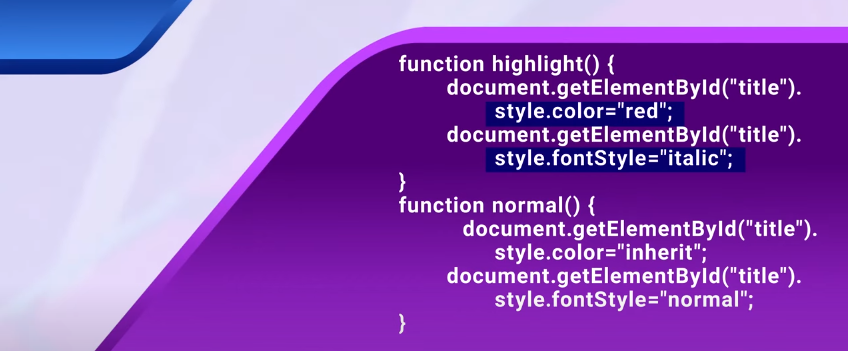 function highlight() {
document.getElementById("title").
style.color="red";
document.getElementById("title").
style.fontStyle="italic";
}
function normal() {
document.getElementById("title").
style.color="inherit";
document.getElementById("title").
style.fontStyle="normal";
}